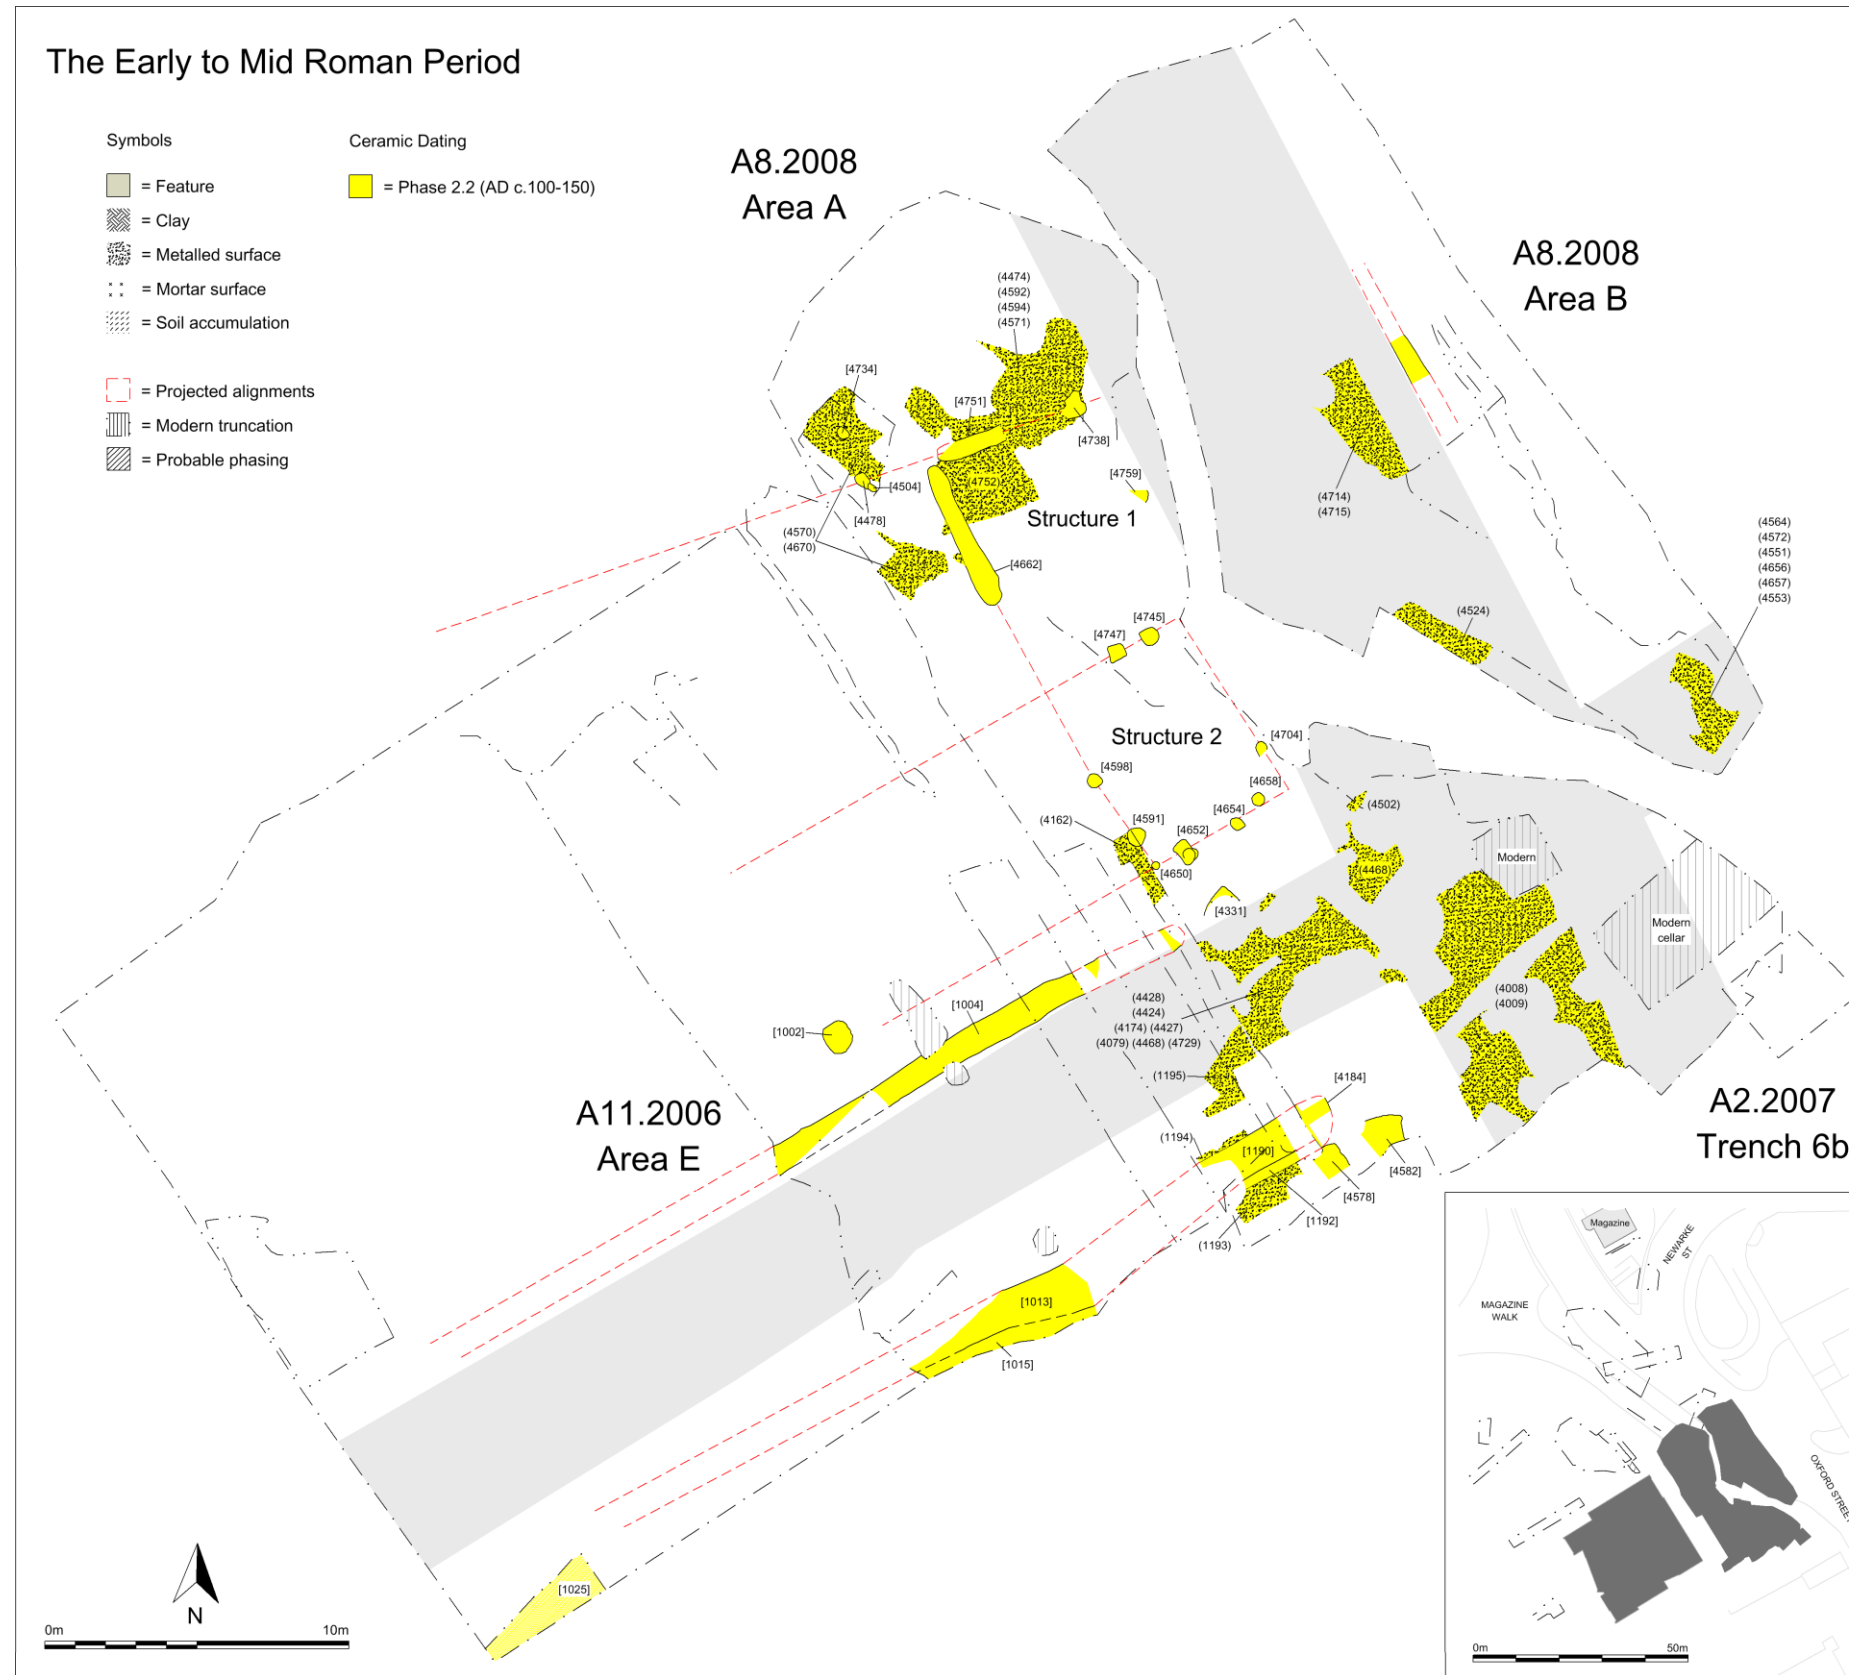 The Early to Mid Roman Period
Symbols
Ceramic Dating
= Feature
= Phase 2.2 (AD c.100-150)
= Clay
= Metalled surface
= Mortar surface
= Soil accumulation
= Projected alignments
= Modern truncation
= Probable phasing
A8.2008
Area A
A8.2008
Area B
(4474)
(4592)
(4594)
(4571)
[4734]
[4751]
[4738]
[4759]
(4752)
[4504]
[4478]
Structure 1
(4570)
(4670)
[4662]
(4714)
(4715)
(4564)
(4572)
(4551)
(4656)
(4657)
(4553)
(4524)
[4745]
[4747]
Structure 2
[4704]
[4598]
[4658]
(4502)
[4654]
(4162)
[4591]
[4652]
[4650]
(4468)
Modern
[4331]
Modern
cellar
(4008)
(4009)
[1004]
[1002]
(4428)
(4424)
(4174) (4427)
(4079) (4468) (4729)
(1195)
[4184]
A11.2006
Area E
A2.2007
Trench 6b
(1194)
[1190]
[4582]
[4578]
[1192]
(1193)
[1013]
[1015]
[1025]
N
0m
10m
Magazine
NEWARKE
ST
MAGAZINE
WALK
OXFORD STREET
0m
50m